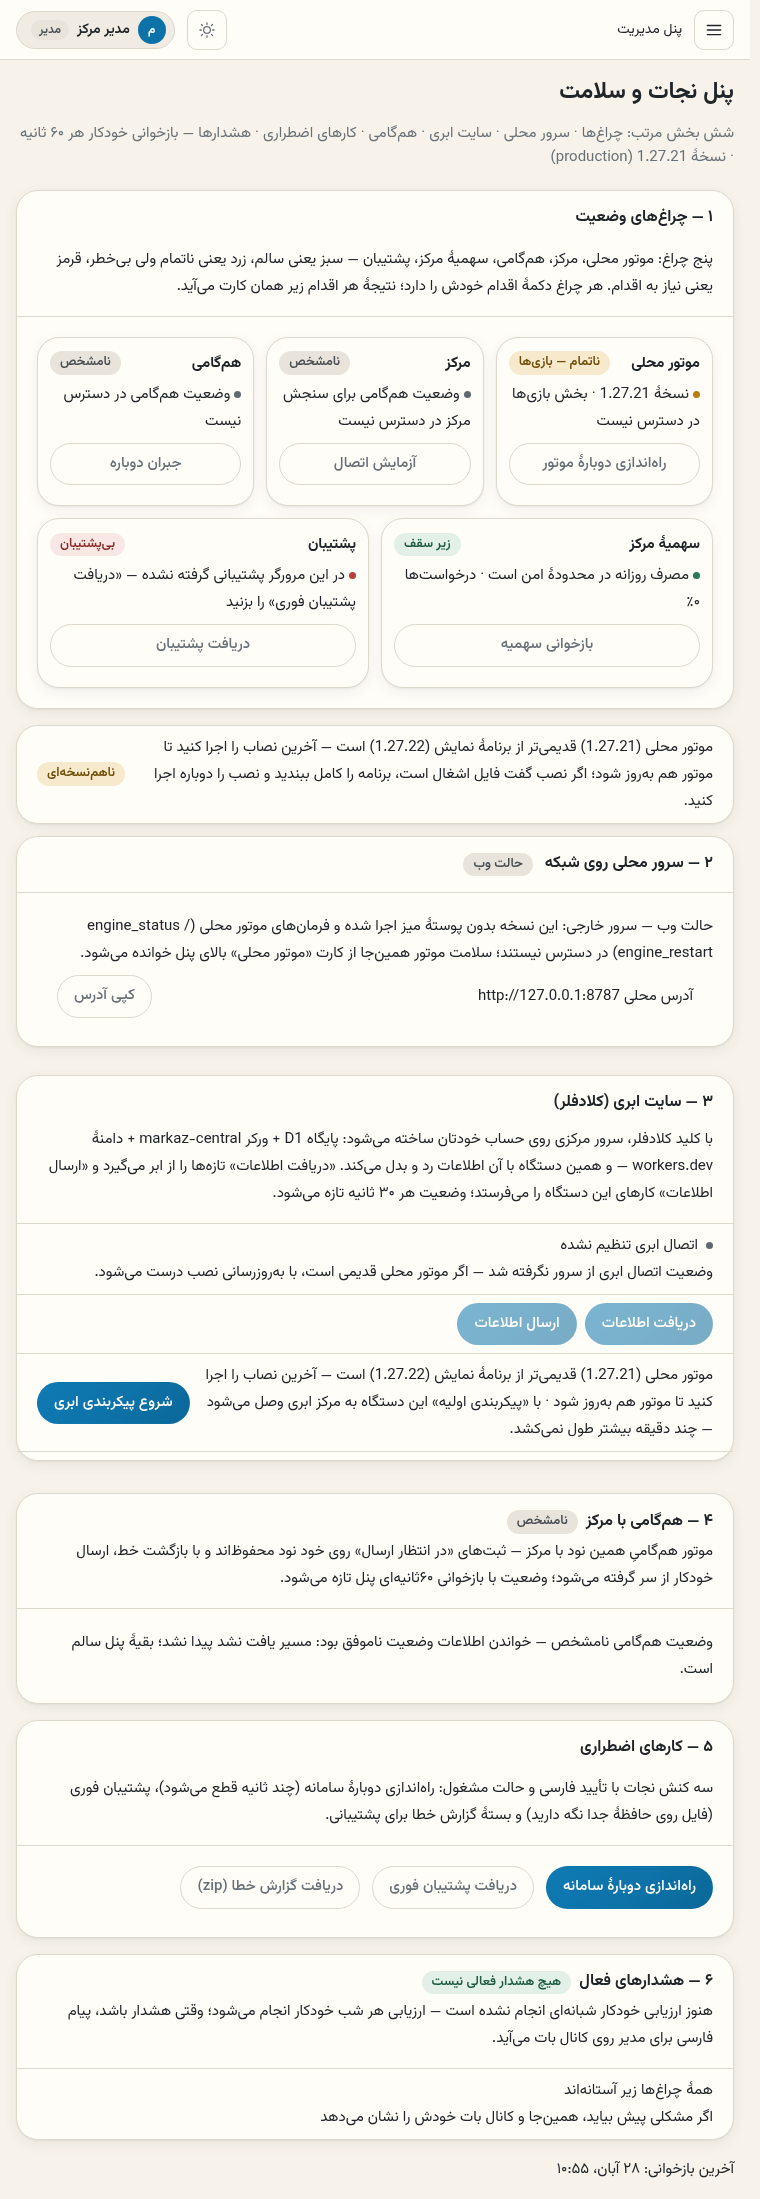 پنل مدیریت
م
مدیر مرکز
مدیر
پنل نجات و سلامت
شش بخش مرتب: چراغ‌ها · سرور محلی · سایت ابری · هم‌گامی · کارهای اضطراری · هشدارها — بازخوانی خودکار هر ۶۰ ثانیه
· نسخهٔ 1.27.21 (production)
۱ — چراغ‌های وضعیت
پنج چراغ: موتور محلی، مرکز، هم‌گامی، سهمیهٔ مرکز، پشتیبان — سبز یعنی سالم، زرد یعنی ناتمام ولی بی‌خطر، قرمز
یعنی نیاز به اقدام. هر چراغ دکمهٔ اقدام خودش را دارد؛ نتیجهٔ هر اقدام زیر همان کارت می‌آید.
موتور محلی
ناتمام — بازی‌ها
نسخهٔ 1.27.21 · بخش بازی‌ها
در دسترس نیست
راه‌اندازی دوبارهٔ موتور
مرکز
نامشخص
وضعیت هم‌گامی برای سنجش
مرکز در دسترس نیست
آزمایش اتصال
هم‌گامی
نامشخص
وضعیت هم‌گامی در دسترس
نیست
جبران دوباره
سهمیهٔ مرکز
زیر سقف
مصرف روزانه در محدودهٔ امن است · درخواست‌ها
۰٪
بازخوانی سهمیه
پشتیبان
بی‌پشتیبان
در این مرورگر پشتیبانی گرفته نشده — «دریافت
پشتیبان فوری» را بزنید
دریافت پشتیبان
موتور محلی (1.27.21) قدیمی‌تر از برنامهٔ نمایش (1.27.22) است — آخرین نصاب را اجرا کنید تا
موتور هم به‌روز شود؛ اگر نصب گفت فایل اشغال است، برنامه را کامل ببندید و نصب را دوباره اجرا
کنید.
ناهم‌نسخه‌ای
۲ — سرور محلی روی شبکه
حالت وب
حالت وب — سرور خارجی: این نسخه بدون پوستهٔ میز اجرا شده و فرمان‌های موتور محلی (engine_status /
engine_restart) در دسترس نیستند؛ سلامت موتور همین‌جا از کارت «موتور محلی» بالای پنل خوانده می‌شود.
آدرس محلی http://127.0.0.1:8787
کپی آدرس
۳ — سایت ابری (کلادفلر)
با کلید کلادفلر، سرور مرکزی روی حساب خودتان ساخته می‌شود: پایگاه D1 + ورکر markaz-central + دامنهٔ
workers.dev — و همین دستگاه با آن اطلاعات رد و بدل می‌کند. «دریافت اطلاعات» تازه‌ها را از ابر می‌گیرد و «ارسال
اطلاعات» کارهای این دستگاه را می‌فرستد؛ وضعیت هر ۳۰ ثانیه تازه می‌شود.
اتصال ابری تنظیم نشده
وضعیت اتصال ابری از سرور نگرفته شد — اگر موتور محلی قدیمی است، با به‌روزرسانی نصب درست می‌شود.
دریافت اطلاعات
ارسال اطلاعات
موتور محلی (1.27.21) قدیمی‌تر از برنامهٔ نمایش (1.27.22) است — آخرین نصاب را اجرا
کنید تا موتور هم به‌روز شود · با «پیکربندی اولیه» این دستگاه به مرکز ابری وصل می‌شود
— چند دقیقه بیشتر طول نمی‌کشد.
شروع پیکربندی ابری
۴ — هم‌گامی با مرکز
نامشخص
موتور هم‌گامیِ همین نود با مرکز — ثبت‌های «در انتظار ارسال» روی خود نود محفوظ‌اند و با بازگشت خط، ارسال
خودکار از سر گرفته می‌شود؛ وضعیت با بازخوانی ۶۰ثانیه‌ای پنل تازه می‌شود.
وضعیت هم‌گامی نامشخص — خواندن اطلاعات وضعیت ناموفق بود: مسیر یافت نشد پیدا نشد؛ بقیهٔ پنل سالم
است.
۵ — کارهای اضطراری
سه کنش نجات با تأیید فارسی و حالت مشغول: راه‌اندازی دوبارهٔ سامانه (چند ثانیه قطع می‌شود)، پشتیبان فوری
(فایل روی حافظهٔ جدا نگه دارید) و بستهٔ گزارش خطا برای پشتیبانی.
راه‌اندازی دوبارهٔ سامانه
دریافت پشتیبان فوری
دریافت گزارش خطا (zip)
۶ — هشدارهای فعال
هیچ هشدار فعالی نیست
هنوز ارزیابی خودکار شبانه‌ای انجام نشده است — ارزیابی هر شب خودکار انجام می‌شود؛ وقتی هشدار باشد، پیام
فارسی برای مدیر روی کانال بات می‌آید.
همهٔ چراغ‌ها زیر آستانه‌اند
اگر مشکلی پیش بیاید، همین‌جا و کانال بات خودش را نشان می‌دهد
آخرین بازخوانی: ۲۸ آبان، ۱۰:۵۵